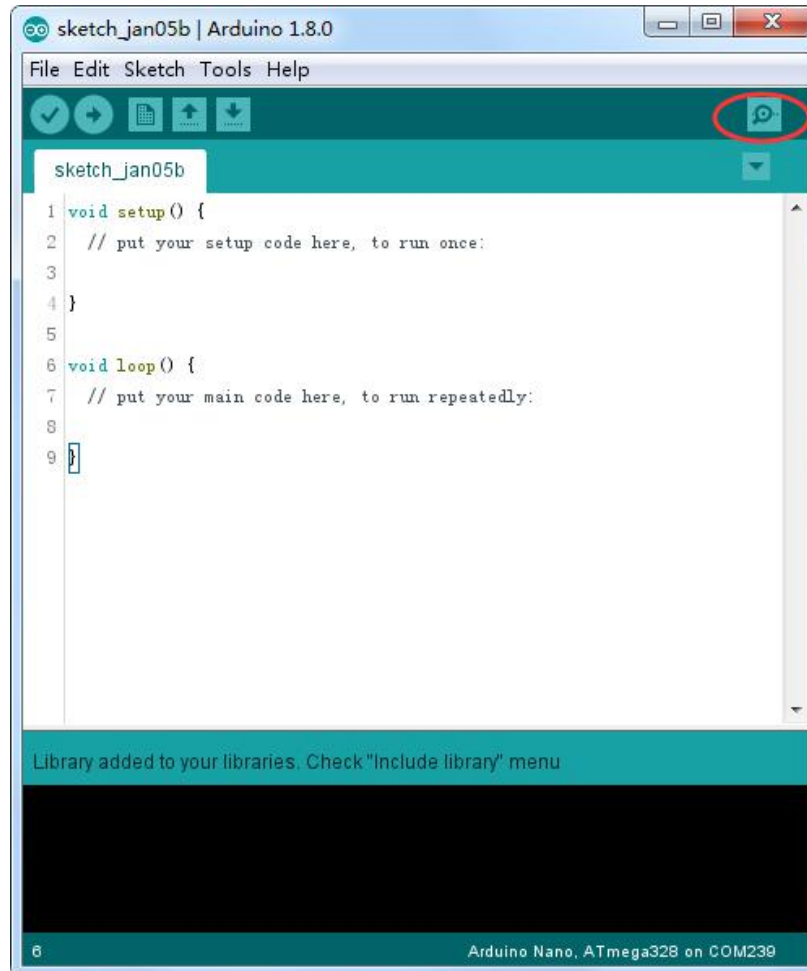 sketch_jan05b | Arduino 1.8.0
File Edit Sketch Tools Help
sketch_jan05b
1 void setup() {
2 // put your setup code here, to run once:
3
4 }
5
6 void loop() {
7 // put your main code here, to run repeatedly:
8
9 }
Library added to your libraries. Check "Include library" menu
6 Arduino Nano, ATmega328 on COM239